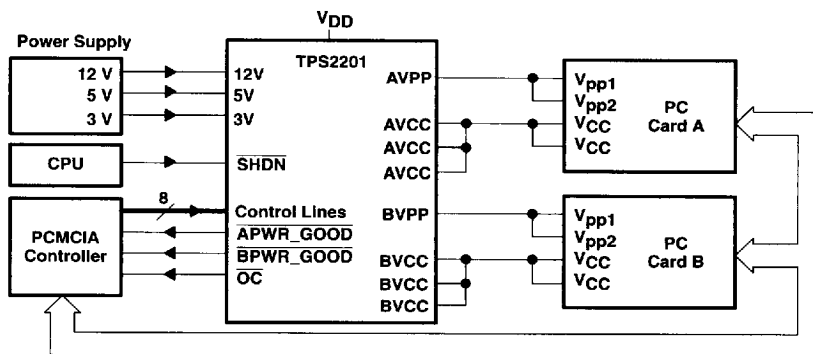 VDD
Power Supply
12 V
5 V
3 V
CPU
8
PCMCIA
Controller
TPS2201
12V
5V
3V
SHDN
Control Lines
APWR_GOOD
BPWR_GOOD
OC
AVPP
AVCC
AVCC
AVCC
BVPP
BVCC
BVCC
BVCC
Vpp1
Vpp2
VCC
VCC
PC
Card A
Vpp1
Vpp2
VCC
VCC
PC
Card B